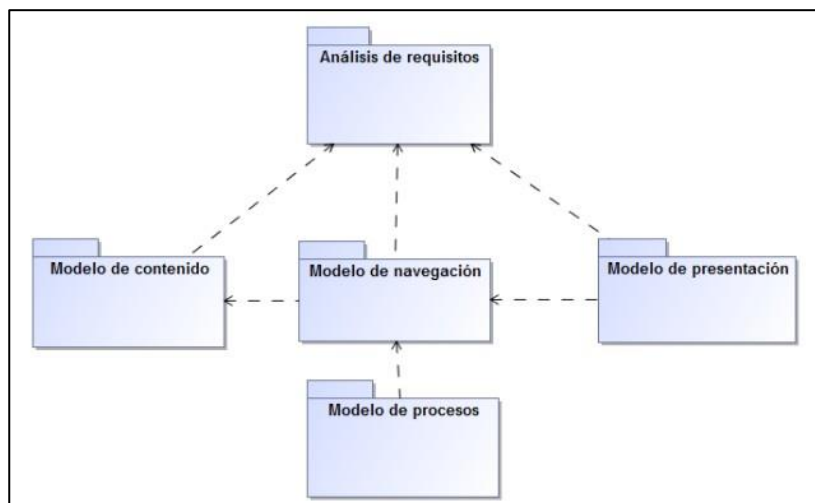 Análisis de requisitos
Modelo de contenido
Modelo de navegación
Modelo de presentación
Modelo de procesos